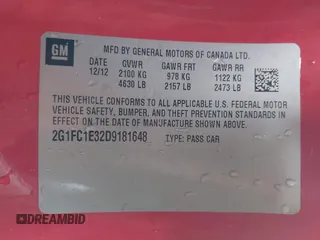 GM
MFD BY GENERAL MOTORS OF CANADA LTD.
DATE GVWR GAWR FRT GAWR RR
12/12 2100 KG 978 KG 1122 KG
4630 LB 2157 LB 2473 LB
THIS VEHICLE CONFORMS TO ALL APPLICABLE U.S. FEDERAL MOTOR
VEHICLE SAFETY, BUMPER, AND THEFT PREVENTION STANDARDS IN
EFFECT ON THE DATE OF MANUFACTURE SHOWN ABOVE.
2G1FC1E32D9181648 TYPE: PASS CAR
DREAMBID